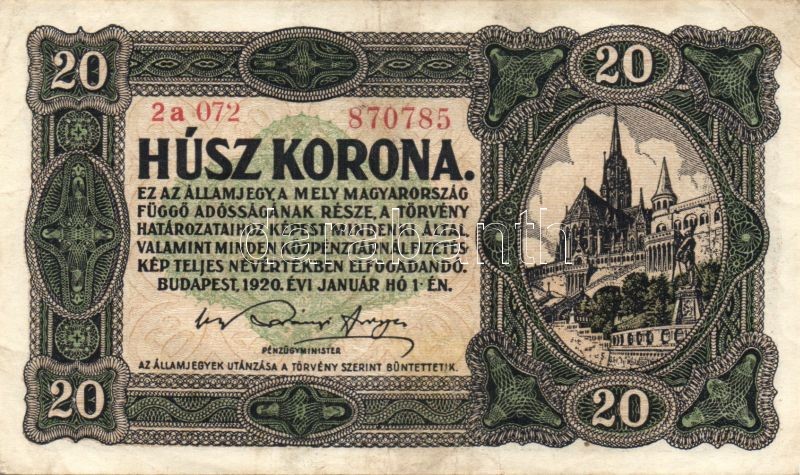 20
20
2a 072 870785
HÚSZ KORONA.
EZ AZ ÁLLAMJEGY, A MELY MAGYARORSZÁG
FÜGGŐ ADÓSSÁGÁNAK RÉSZE, A TÖRVÉNY
HATÁROZATAIHOZ KÉPEST MINDENKI ÁLTAL,
VALAMINT MINDEN KÖZPÉNZTÁRNÁL FIZETÉS-
KÉP TELJES NÉVÉRTÉKBEN ELFOGADANDÓ.
BUDAPEST, 1920. ÉVI JANUÁR HÓ 1-ÉN.
PÉNZÜGYMINISTER
AZ ÁLLAMJEGYEK UTÁNZÁSA A TÖRVÉNY SZERINT BÜNTETTETIK.
20
20
darabanth